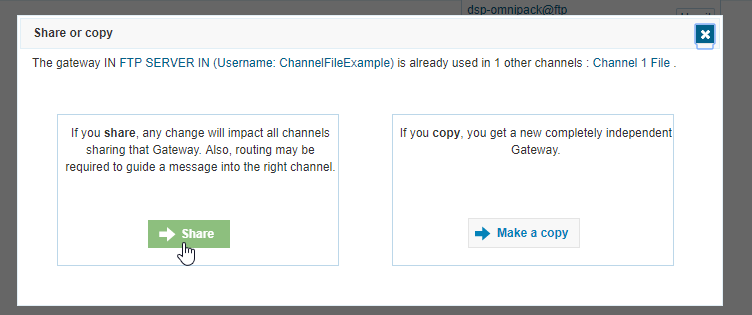 dsp-omnipack@ftp
Share or copy
The gateway IN FTP SERVER IN (Username: ChannelFileExample) is already used in 1 other channels : Channel 1 File .
If you share, any change will impact all channels
sharing that Gateway. Also, routing may be
required to guide a message into the right channel.
Share
If you copy, you get a new completely independent
Gateway.
Make a copy